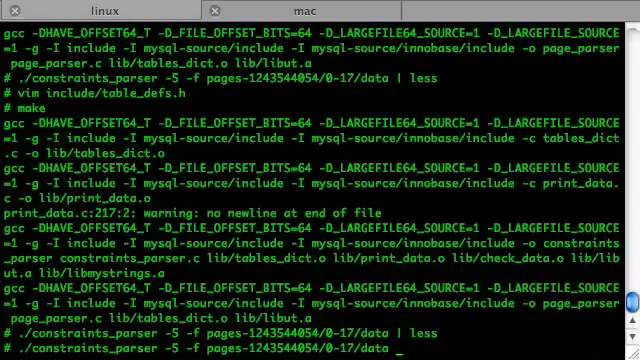 linux
mac
gcc -DHAVE_OFFSET64_T -D_FILE_OFFSET_BITS=64 -D_LARGEFILE64_SOURCE=1 -D_LARGEFILE_SOURCE
=1 -g -I include -I mysql-source/include -I mysql-source/innobase/include -o page_parser
 page_parser.c lib/tables_dict.o lib/libut.a
# ./constraints_parser -5 -f pages-1243544054/0-17/data | less
# vim include/table_defs.h
# make
gcc -DHAVE_OFFSET64_T -D_FILE_OFFSET_BITS=64 -D_LARGEFILE64_SOURCE=1 -D_LARGEFILE_SOURCE
=1 -g -I include -I mysql-source/include -I mysql-source/innobase/include -c tables_dict
.c -o lib/tables_dict.o
gcc -DHAVE_OFFSET64_T -D_FILE_OFFSET_BITS=64 -D_LARGEFILE64_SOURCE=1 -D_LARGEFILE_SOURCE
=1 -g -I include -I mysql-source/include -I mysql-source/innobase/include -c print_data.
c -o lib/print_data.o
print_data.c:217:2: warning: no newline at end of file
gcc -DHAVE_OFFSET64_T -D_FILE_OFFSET_BITS=64 -D_LARGEFILE64_SOURCE=1 -D_LARGEFILE_SOURCE
=1 -g -I include -I mysql-source/include -I mysql-source/innobase/include -o constraints
_parser constraints_parser.c lib/tables_dict.o lib/print_data.o lib/check_data.o lib/lib
ut.a lib/libmystrings.a
gcc -DHAVE_OFFSET64_T -D_FILE_OFFSET_BITS=64 -D_LARGEFILE64_SOURCE=1 -D_LARGEFILE_SOURCE
=1 -g -I include -I mysql-source/include -I mysql-source/innobase/include -o page_parser
 page_parser.c lib/tables_dict.o lib/libut.a
# ./constraints_parser -5 -f pages-1243544054/0-17/data | less
# ./constraints_parser -5 -f pages-1243544054/0-17/data